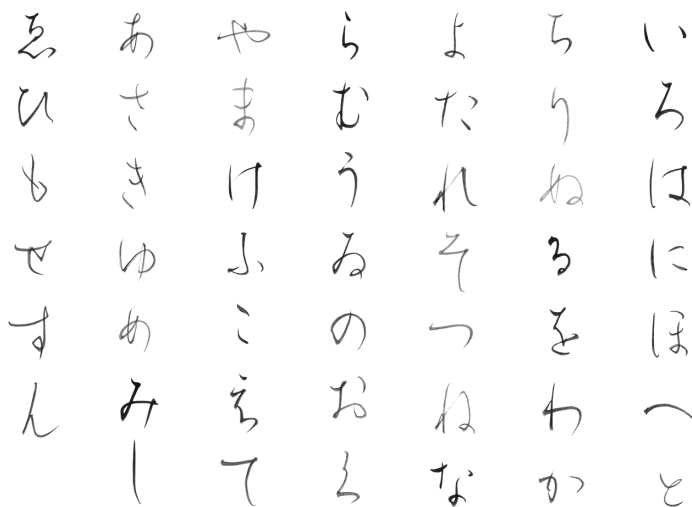 いろはにほへと
ちりぬるをわか
よたれそつねな
らむうゐのおく
やまけふこえて
あさきゆめみし
ゑひもせすん